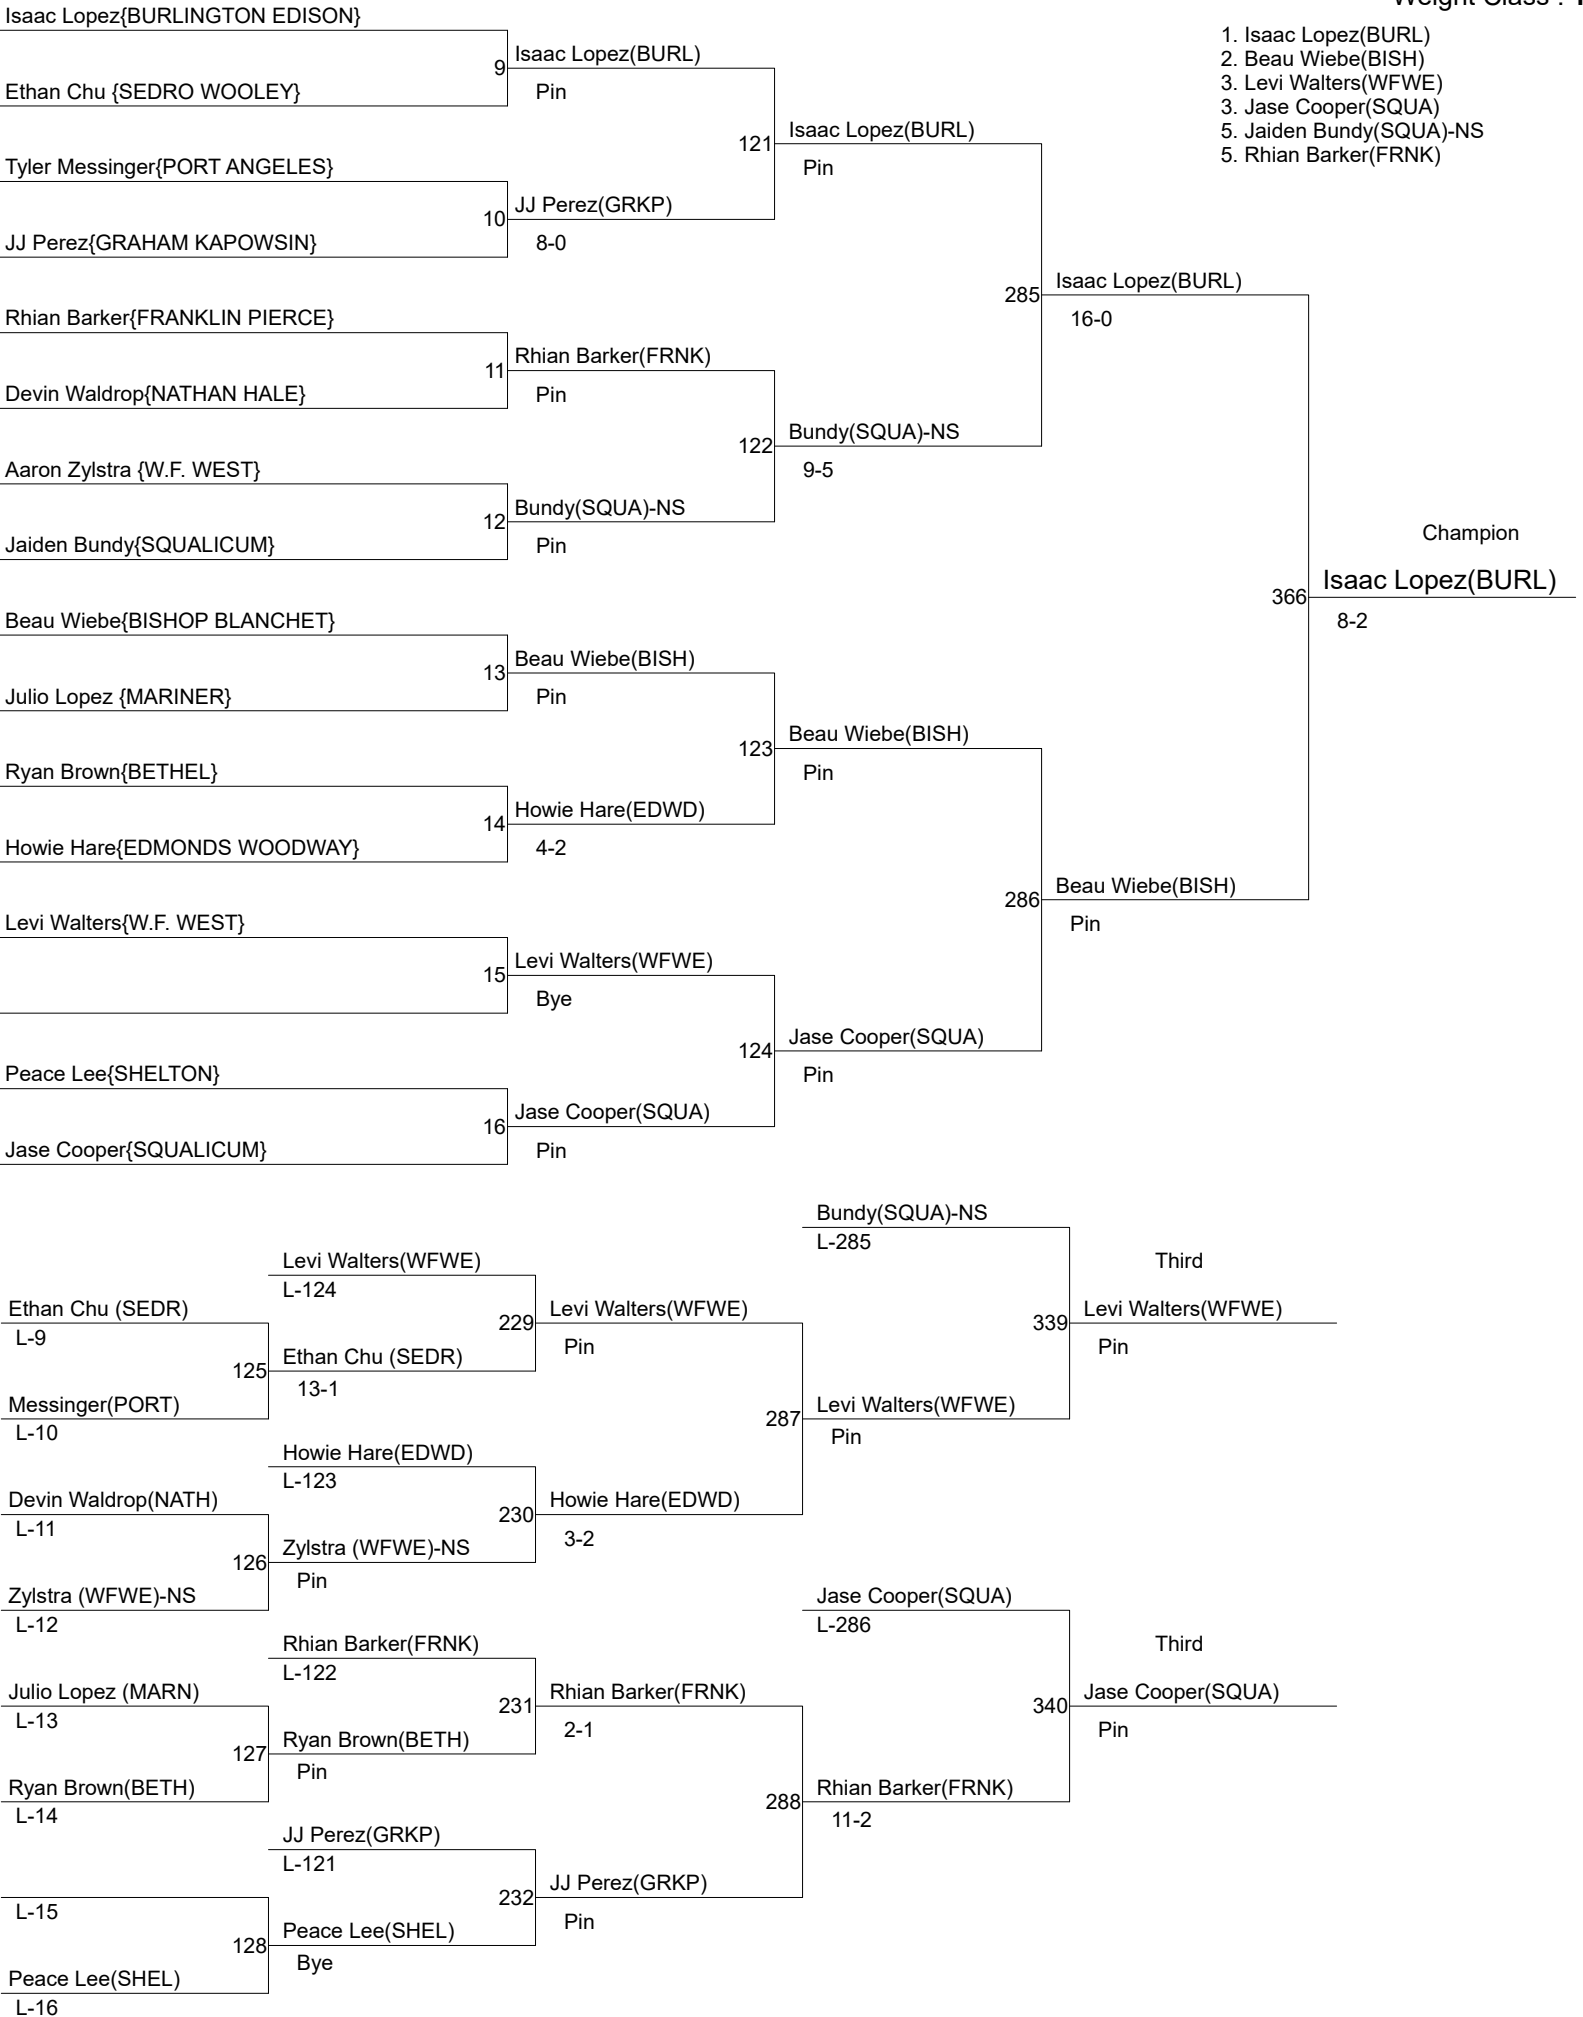 Weight Class :
1. Isaac Lopez(BURL)
2. Beau Wiebe(BISH)
3. Levi Walters(WFWE)
3. Jase Cooper(SQUA)
5. Jaiden Bundy(SQUA)-NS
5. Rhian Barker(FRNK)
Isaac Lopez{BURLINGTON EDISON}
9 Isaac Lopez(BURL)
Ethan Chu {SEDRO WOOLEY}
Pin
121 Isaac Lopez(BURL)
Pin
Tyler Messinger{PORT ANGELES}
10 JJ Perez(GRKP)
JJ Perez{GRAHAM KAPOWSIN}
8-0
285 Isaac Lopez(BURL)
16-0
Rhian Barker{FRANKLIN PIERCE}
11 Rhian Barker(FRNK)
Devin Waldrop{NATHAN HALE}
Pin
122 Bundy(SQUA)-NS
9-5
Aaron Zylstra {W.F. WEST}
12 Bundy(SQUA)-NS
Jaiden Bundy{SQUALICUM}
Pin
Champion
366 Isaac Lopez(BURL)
8-2
Beau Wiebe{BISHOP BLANCHET}
13 Beau Wiebe(BISH)
Julio Lopez {MARINER}
Pin
123 Beau Wiebe(BISH)
Pin
Ryan Brown{BETHEL}
14 Howie Hare(EDWD)
Howie Hare{EDMONDS WOODWAY}
4-2
286 Beau Wiebe(BISH)
Pin
Levi Walters{W.F. WEST}
15 Levi Walters(WFWE)
Bye
124 Jase Cooper(SQUA)
Pin
Peace Lee{SHELTON}
16 Jase Cooper(SQUA)
Jase Cooper{SQUALICUM}
Pin
Bundy(SQUA)-NS
L-285
Levi Walters(WFWE)
L-124
Third
Ethan Chu (SEDR)
L-9
229 Levi Walters(WFWE)
Pin
339 Levi Walters(WFWE)
Pin
125 Ethan Chu (SEDR)
13-1
Messinger(PORT)
L-10
287 Levi Walters(WFWE)
Pin
Howie Hare(EDWD)
L-123
Devin Waldrop(NATH)
L-11
230 Howie Hare(EDWD)
3-2
126 Zylstra (WFWE)-NS
Pin
Zylstra (WFWE)-NS
L-12
Jase Cooper(SQUA)
L-286
Rhian Barker(FRNK)
L-122
Third
Julio Lopez (MARN)
L-13
231 Rhian Barker(FRNK)
2-1
340 Jase Cooper(SQUA)
Pin
127 Ryan Brown(BETH)
Pin
Ryan Brown(BETH)
L-14
288 Rhian Barker(FRNK)
11-2
JJ Perez(GRKP)
L-121
L-15
232 JJ Perez(GRKP)
Pin
128 Peace Lee(SHEL)
Bye
Peace Lee(SHEL)
L-16